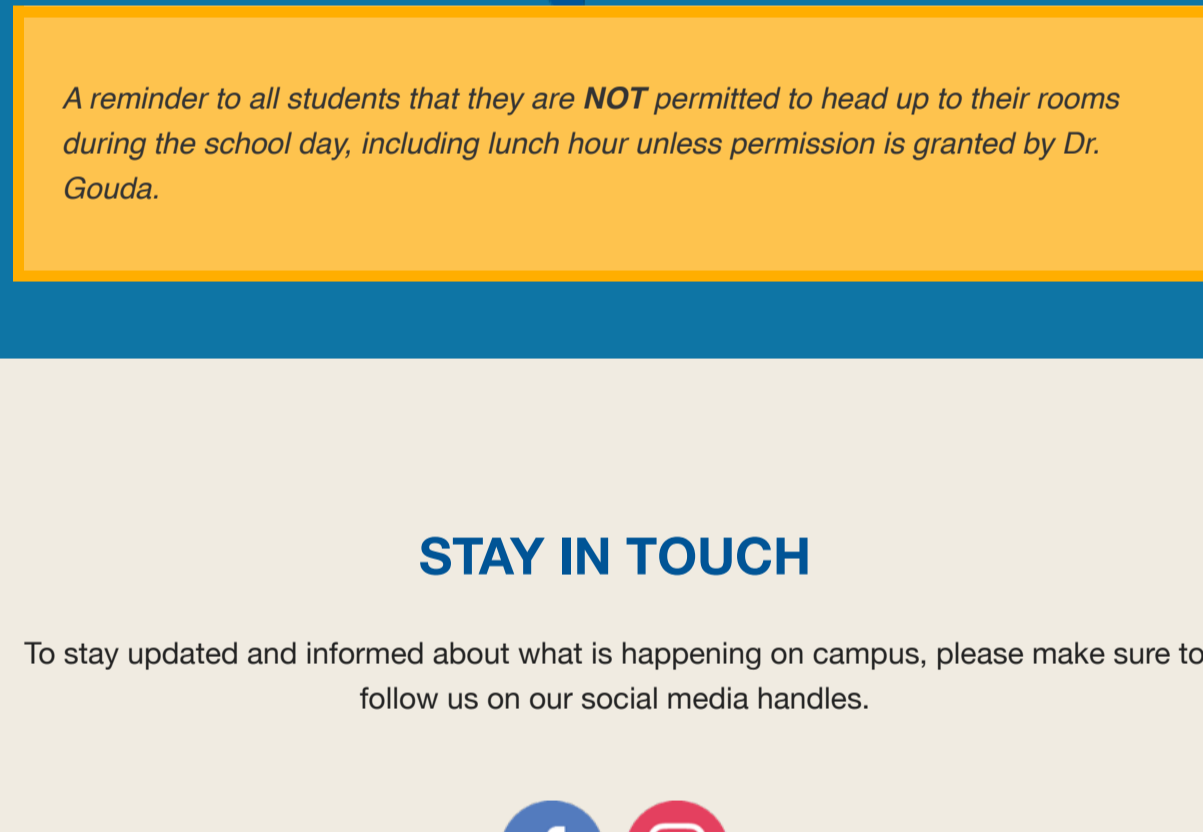 A reminder to all students that they are NOT permitted to head up to their rooms
during the school day, including lunch hour unless permission is granted by Dr.
Gouda.
STAY IN TOUCH
To stay updated and informed about what is happening on campus, please make sure to
follow us on our social media handles.